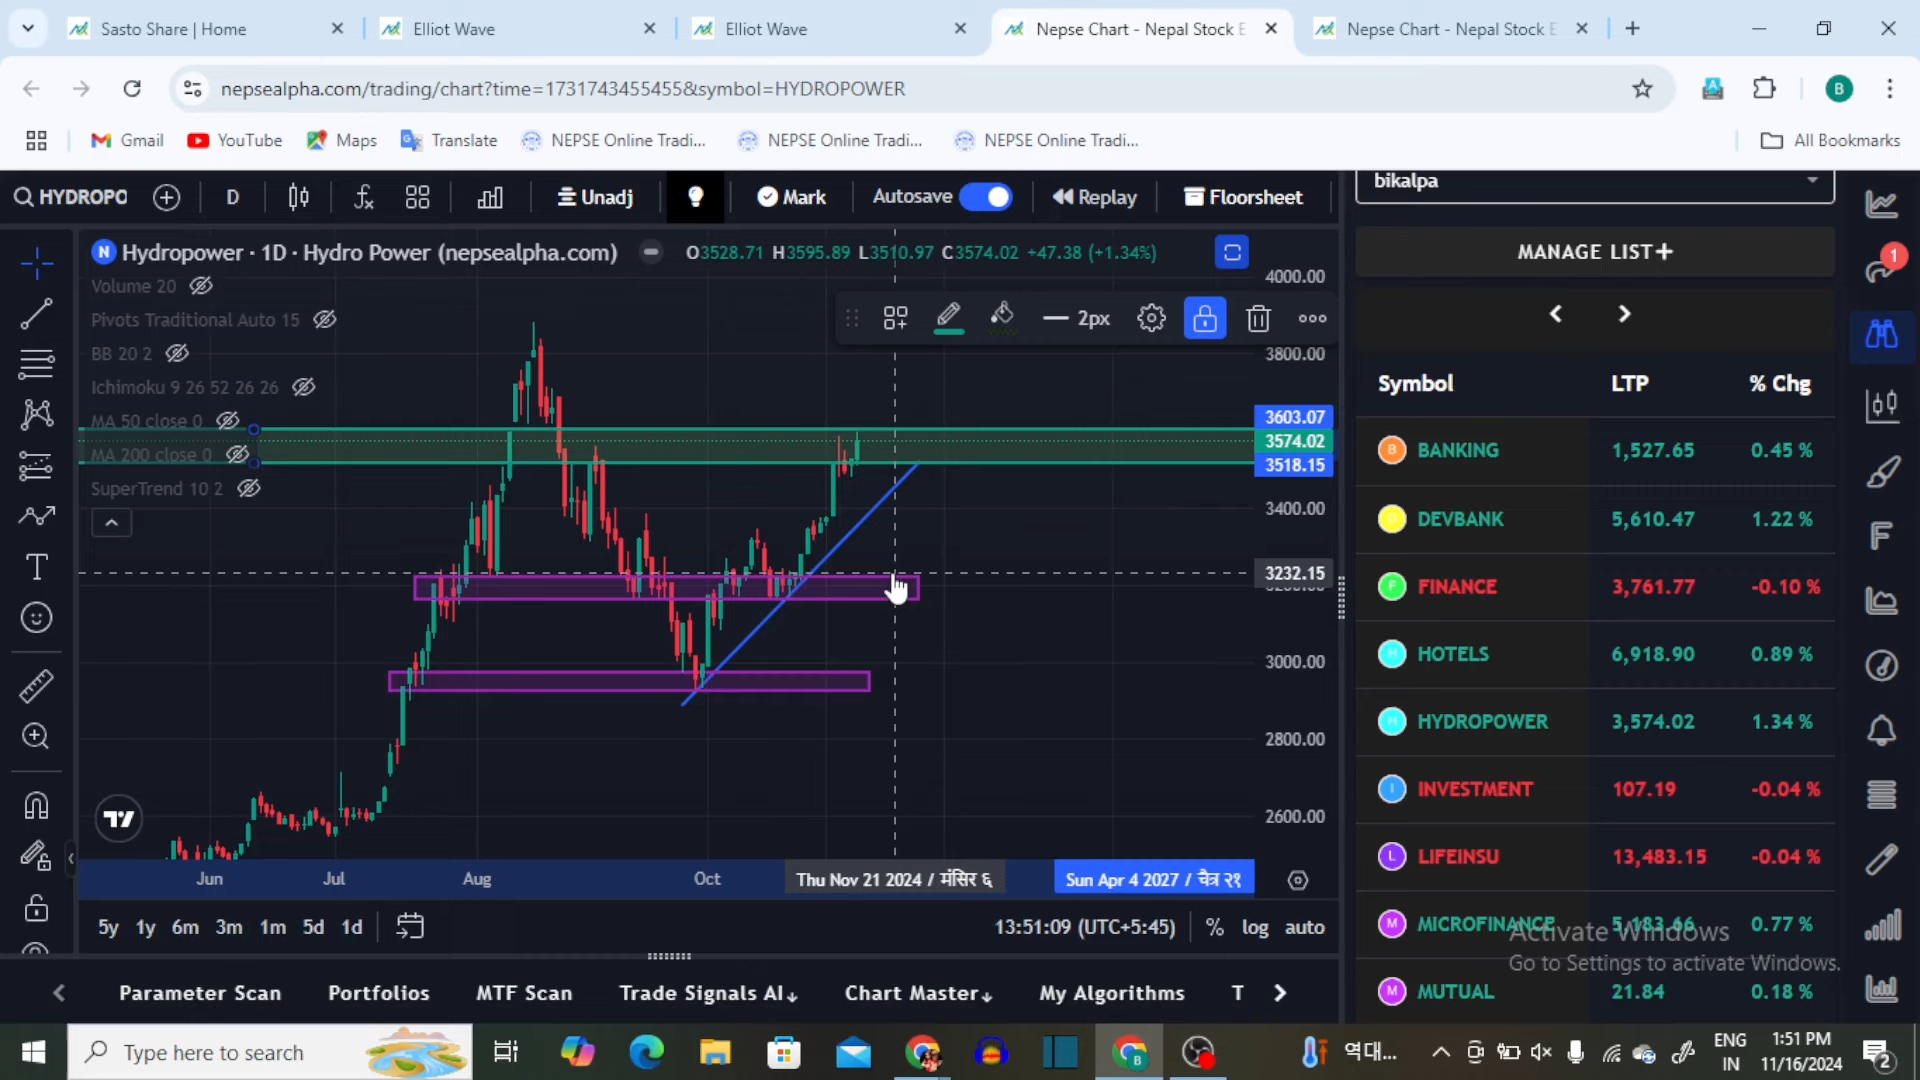 Sasto Share | Home
Elliot Wave
Elliot Wave
Nepse Chart - Nepal Stock E
Nepse Chart - Nepal Stock E
nepsealpha.com/trading/chart?time=1731743455455&symbol=HYDROPOWER
B
Gmail
YouTube
Maps
Translate
NEPSE Online Tradi...
NEPSE Online Tradi...
NEPSE Online Tradi...
All Bookmarks
HYDROPO
D
Unadj
Mark
Autosave
Replay
Floorsheet
N Hydropower · 1D · Hydro Power (nepsealpha.com)
O3528.71 H3595.89 L3510.97 C3574.02 +47.38 (+1.34%)
Volume 20
Pivots Traditional Auto 15
BB 20 2
Ichimoku 9 26 52 26 26
MA 50 close 0
MA 200 close 0
SuperTrend 10 2
2px
4000.00
3800.00
3603.07
3574.02
3518.15
3400.00
3232.15
3000.00
2800.00
2600.00
Jun
Jul
Aug
Oct
Thu Nov 21 2024 / मंसिर ६
Sun Apr 4 2027 / चैत्र २१
5y 1y 6m 3m 1m 5d 1d
13:51:09 (UTC+5:45)
% log auto
Parameter Scan
Portfolios
MTF Scan
Trade Signals AI
Chart Master
My Algorithms
T
bikalpa
MANAGE LIST+
1
Symbol LTP % Chg
B BANKING 1,527.65 0.45 %
DEVBANK 5,610.47 1.22 %
F FINANCE 3,761.77 -0.10 %
H HOTELS 6,918.90 0.89 %
H HYDROPOWER 3,574.02 1.34 %
I INVESTMENT 107.19 -0.04 %
L LIFEINSU 13,483.15 -0.04 %
M MICROFINANCE 5,183.66 0.77 %
M MUTUAL 21.84 0.18 %
Activate Windows
Go to Settings to activate Windows.
Type here to search
역대...
ENG
IN
1:51 PM
11/16/2024
2